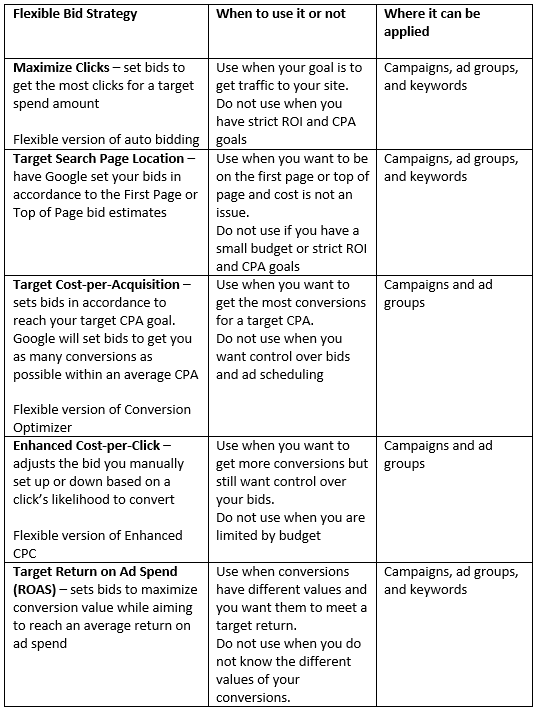 Flexible Bid Strategy
When to use it or not
Where it can be
applied
Maximize Clicks – set bids to
get the most clicks for a target
spend amount
Flexible version of auto bidding
Use when your goal is to
get traffic to your site.
Do not use when you
have strict ROI and CPA
goals
Campaigns, ad groups,
and keywords
Target Search Page Location –
have Google set your bids in
accordance to the First Page or
Top of Page bid estimates
Use when you want to be
on the first page or top of
page and cost is not an
issue.
Do not use if you have a
small budget or strict ROI
and CPA goals
Campaigns, ad groups,
and keywords
Target Cost-per-Acquisition –
sets bids in accordance to
reach your target CPA goal.
Google will set bids to get you
as many conversions as
possible within an average CPA
Flexible version of Conversion
Optimizer
Use when you want to
get the most conversions
for a target CPA.
Do not use when you
want control over bids
and ad scheduling
Campaigns and ad
groups
Enhanced Cost-per-Click –
adjusts the bid you manually
set up or down based on a
click's likelihood to convert
Flexible version of Enhanced
CPC
Use when you want to
get more conversions but
still want control over
your bids.
Do not use when you are
limited by budget
Campaigns and ad
groups
Target Return on Ad Spend
(ROAS) – sets bids to maximize
conversion value while aiming
to reach an average return on
ad spend
Use when conversions
have different values and
you want them to meet a
target return.
Do not use when you do
not know the different
values of your
conversions.
Campaigns, ad groups,
and keywords